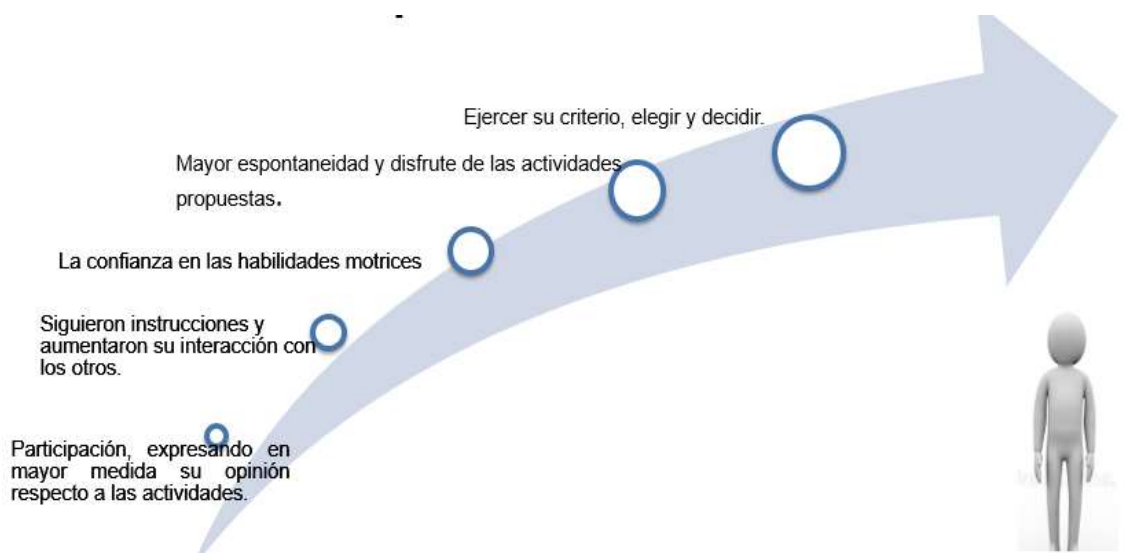 Ejercer su criterio, elegir y decidir.
Mayor espontaneidad y disfrute de las actividades
propuestas.
La confianza en las habilidades motrices
Siguieron instrucciones y
aumentaron su interacción con
los otros.
Participación, expresando en
mayor medida su opinión
respecto a las actividades.